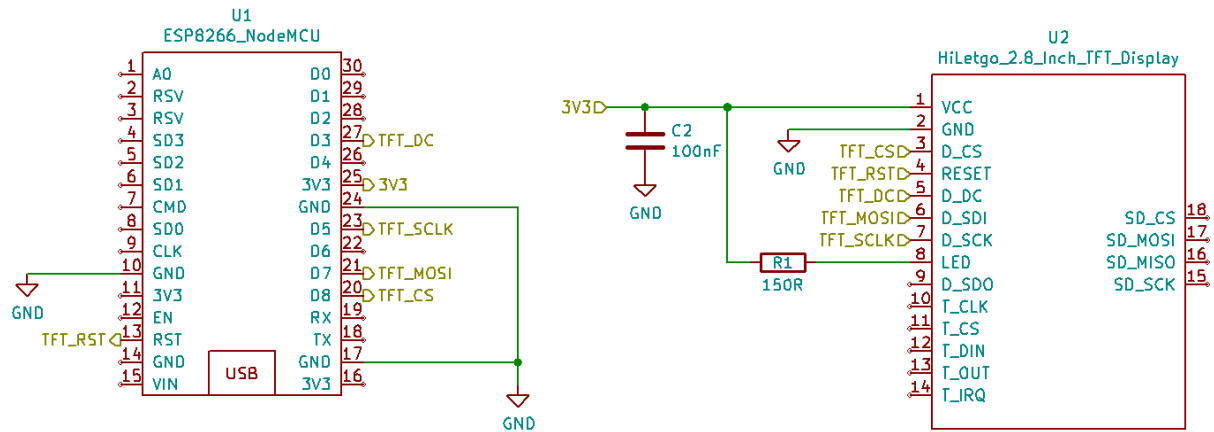 U1
ESP8266_NodeMCU
1 A0 D0 30
2 RSV D1 29
3 RSV D2 28
4 SD3 D3 27 TFT_DC
5 SD2 D4 26
6 SD1 3V3 25 3V3
7 CMD GND 24
8 SD0 D5 23 TFT_SCLK
9 CLK D6 22
10 GND D7 21 TFT_MOSI
GND
11 3V3 D8 20 TFT_CS
12 EN RX 19
TFT_RST 13 RST TX 18
14 GND GND 17
15 VIN USB 3V3 16
GND
3V3
C2
100nF
GND
GND
R1
150R
U2
HiLetgo_2.8_Inch_TFT_Display
1 VCC
2 GND
TFT_CS 3 D_CS
TFT_RST 4 RESET
TFT_DC 5 D_DC
TFT_MOSI 6 D_SDI SD_CS 18
TFT_SCLK 7 D_SCK SD_MOSI 17
8 LED SD_MISO 16
9 D_SDO SD_SCK 15
10 T_CLK
11 T_CS
12 T_DIN
13 T_OUT
14 T_IRQ